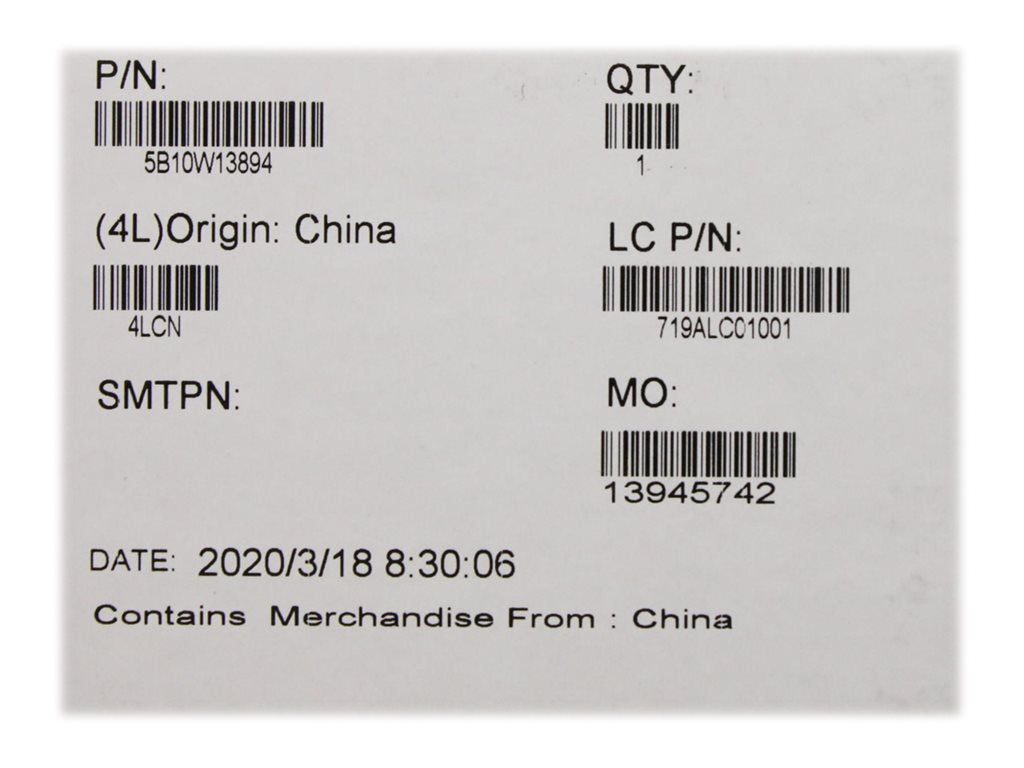 P/N:
5B10W13894
QTY:
1
(4L)Origin: China
4LCN
LC P/N:
719ALC01001
SMTPN:
MO:
13945742
DATE: 2020/3/18 8:30:06
Contains Merchandise From : China